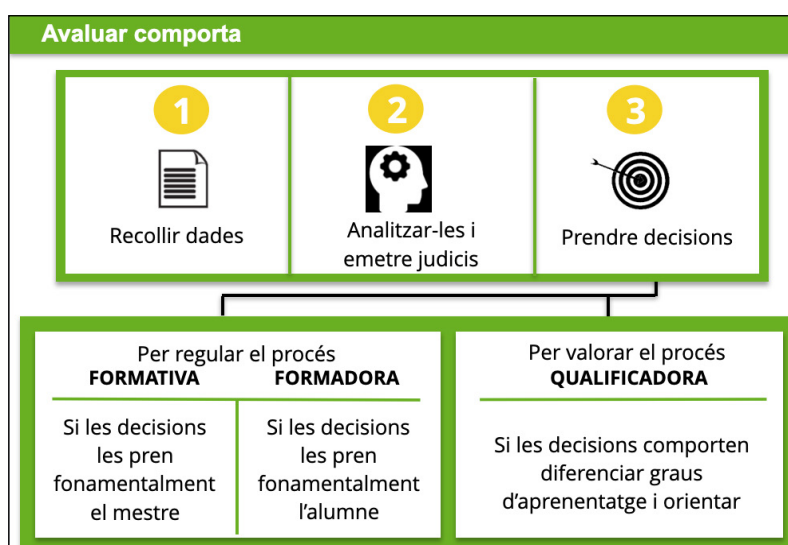 Avaluar comporta
1
Recollir dades
2
Analitzar-les i
emetre judicis
3
Prendre decisions
Per regular el procés
FORMATIVA
Si les decisions
les pren
fonamentalment
el mestre
FORMADORA
Si les decisions
les pren
fonamentalment
l'alumne
Per valorar el procés
QUALIFICADORA
Si les decisions comporten
diferenciar graus
d'aprenentatge i orientar